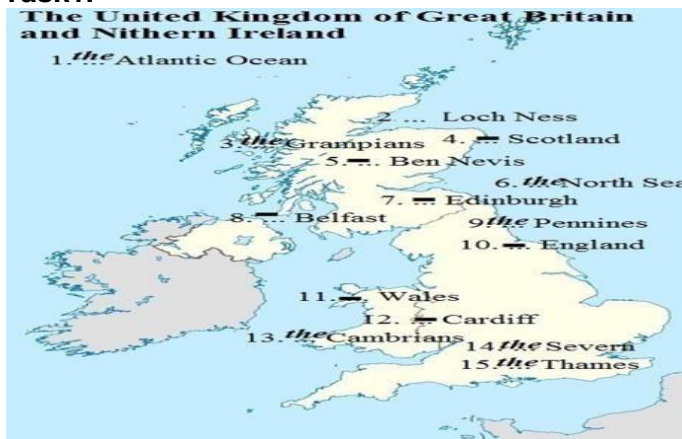 The United Kingdom of Great Britain
and Nithern Ireland
1. the Atlantic Ocean
2 ... Loch Ness
3. the Grampians
4. – Scotland
5. – Ben Nevis
6. the North Sea
7. – Edinburgh
8. – Belfast
9 the Pennines
10. – England
11. – Wales
12. – Cardiff
13. the Cambrians
14 the Severn
15. the Thames